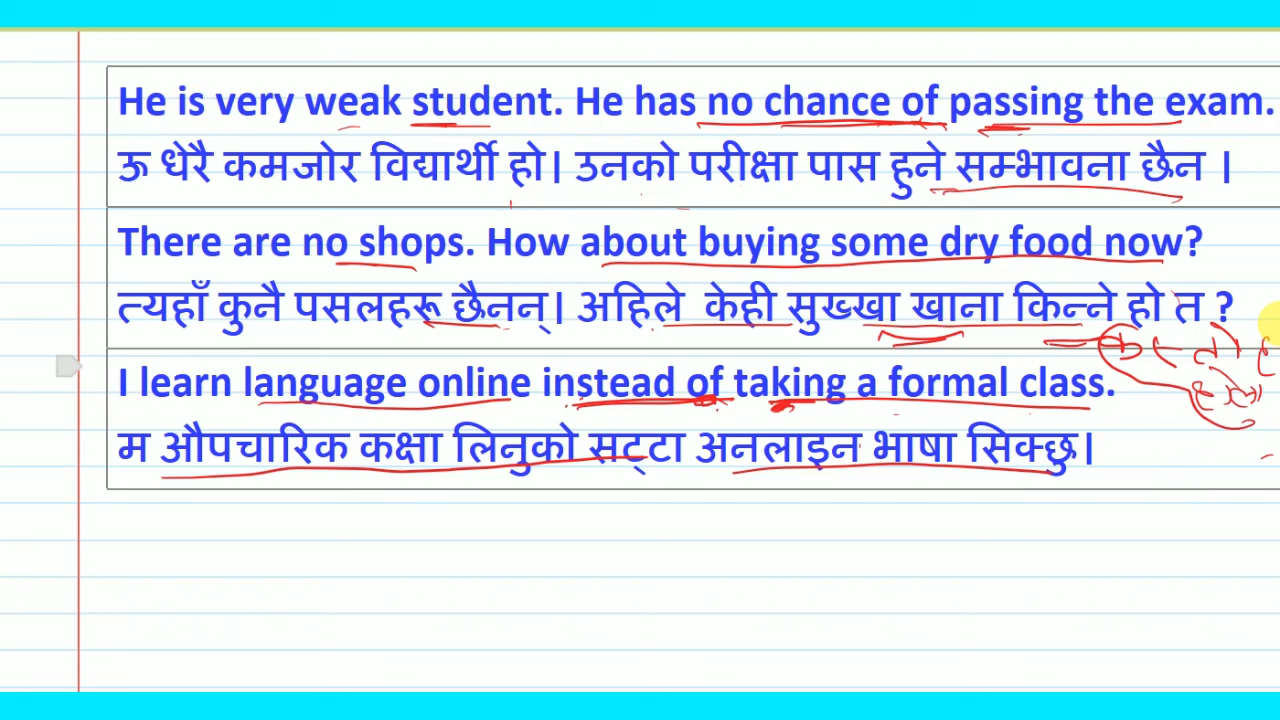 He is very weak student. He has no chance of passing the exam.
ऊ धेरै कमजोर विद्यार्थी हो। उनको परीक्षा पास हुने सम्भावना छैन ।
There are no shops. How about buying some dry food now?
त्यहाँ कुनै पसलहरू छैनन्। अहिले केही सुख्खा खाना किन्ने हो त ?
I learn language online instead of taking a formal class.
म औपचारिक कक्षा लिनुको सट्टा अनलाइन भाषा सिक्छु।